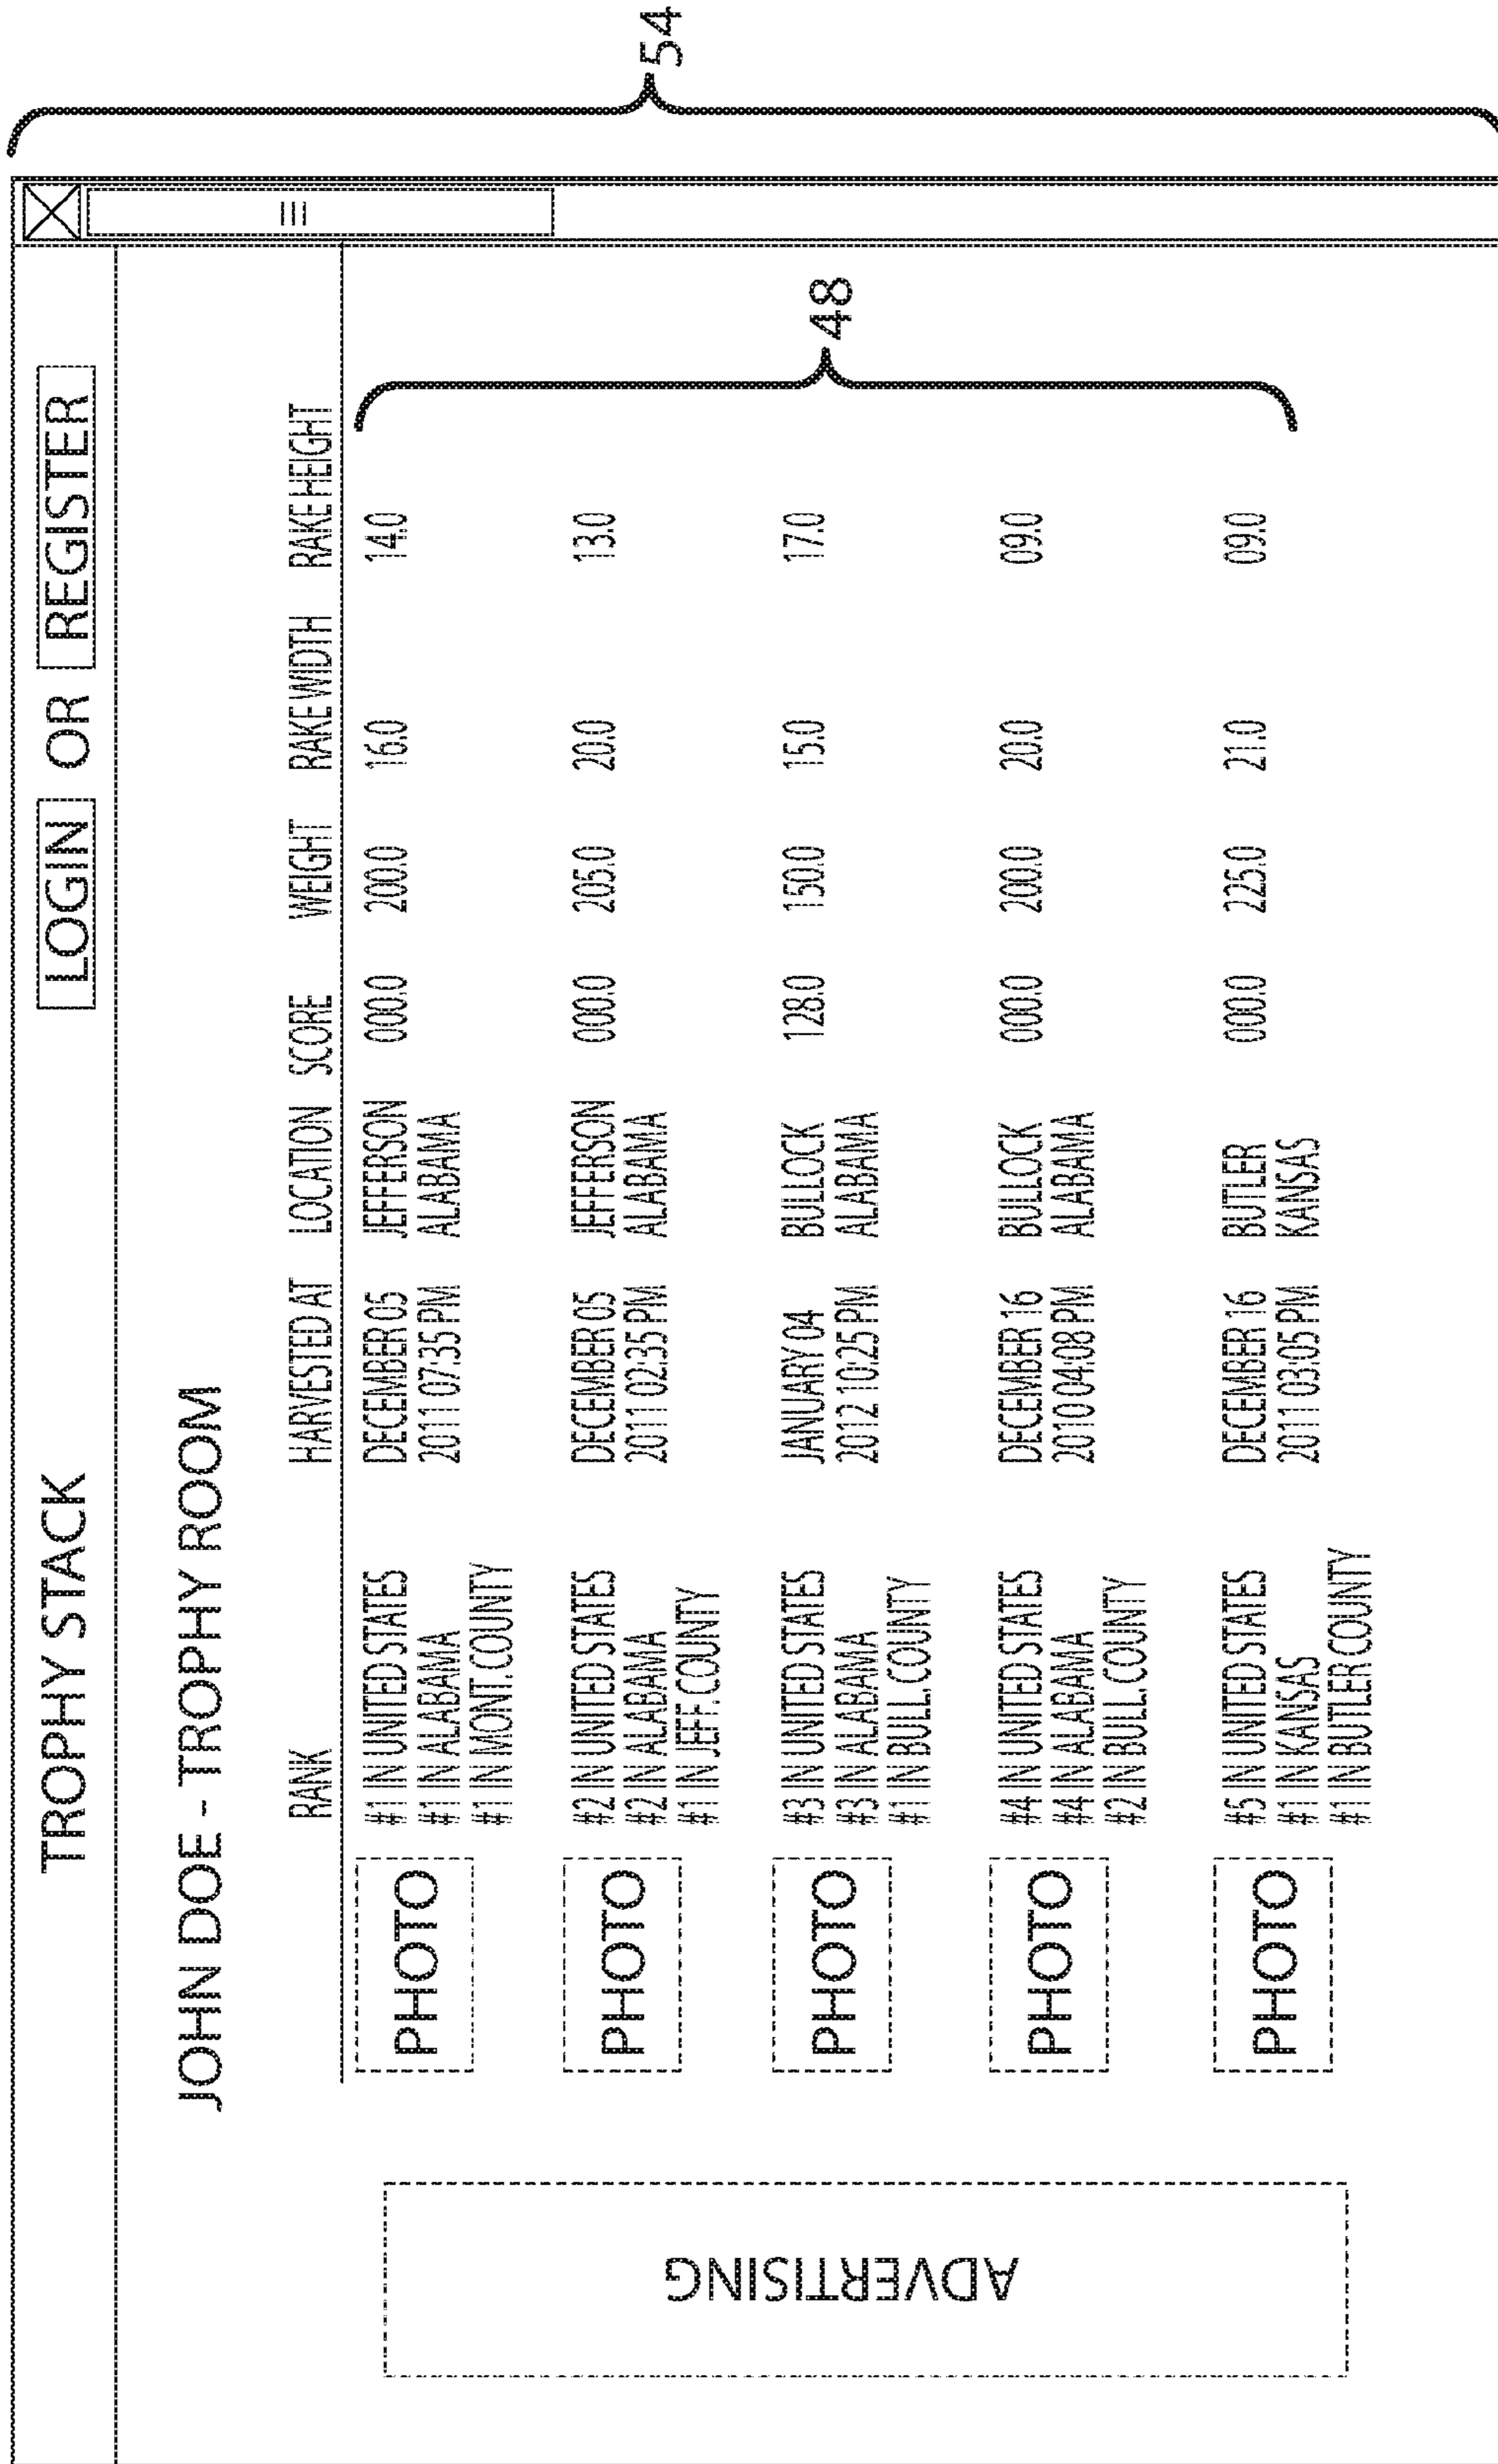 TROPHY STACK LOGIN OR REGISTER
JOHN DOE - TROPHY ROOM
RANK HARVESTED AT LOCATION SCORE WEIGHT RAKE WIDTH RAKE HEIGHT
PHOTO #1 IN UNITED STATES DECEMBER 05 JEFFERSON 000.0 200.0 16.0 14.0
#1 IN ALABAMA 2011 07:35 PM ALABAMA
#1 IN MONT. COUNTY
PHOTO #2 IN UNITED STATES DECEMBER 05 JEFFERSON 000.0 205.0 20.0 13.0
#2 IN ALABAMA 2011 02:35 PM ALABAMA
#1 IN JEFF. COUNTY
PHOTO #3 IN UNITED STATES JANUARY 04 BULLOCK 128.0 150.0 15.0 17.0
#3 IN ALABAMA 2012 10:25 PM ALABAMA
#1 IN BULL. COUNTY
PHOTO #4 IN UNITED STATES DECEMBER 16 BULLOCK 000.0 200.0 20.0 09.0
#4 IN ALABAMA 2010 04:08 PM ALABAMA
#2 IN BULL. COUNTY
PHOTO #5 IN UNITED STATES DECEMBER 16 BUTLER 000.0 225.0 21.0 09.0
#1 IN KANSAS 2011 03:05 PM KANSAS
#1 IN BUTLER COUNTY
ADVERTISING
48
54